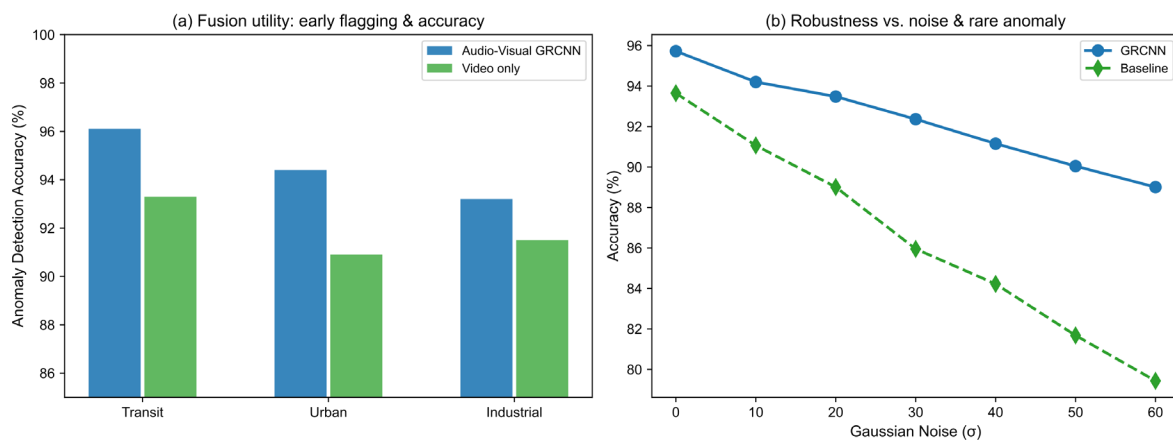 (a) Fusion utility: early flagging & accuracy
Anomaly Detection Accuracy (%)
100
98
96
94
92
90
88
86
Audio-Visual GRCNN
Video only
Transit
Urban
Industrial
(b) Robustness vs. noise & rare anomaly
Accuracy (%)
96
94
92
90
88
86
84
82
80
GRCNN
Baseline
0
10
20
30
40
50
60
Gaussian Noise (σ)